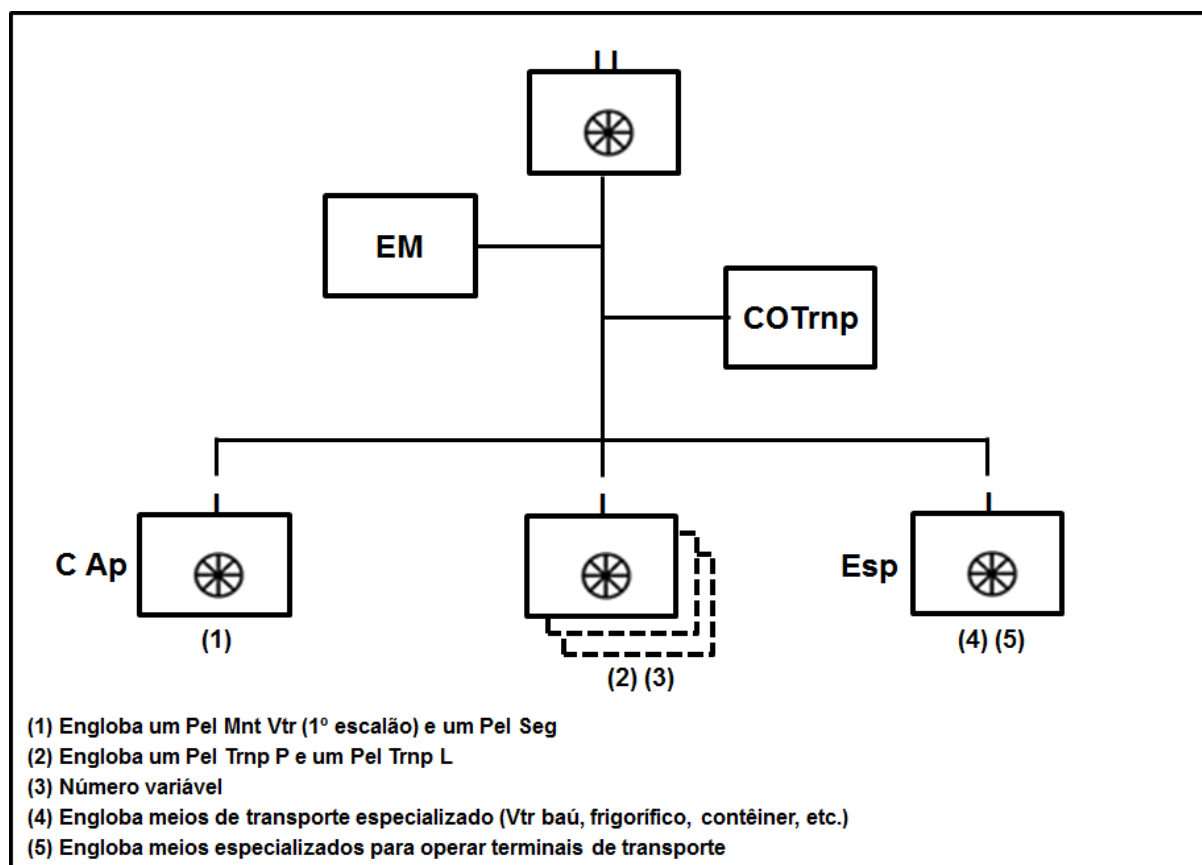 EM
COTrnp
C Ap
Esp
(1)
(2) (3)
(4) (5)
(1) Engloba um Pel Mnt Vtr (1º escalão) e um Pel Seg
(2) Engloba um Pel Trnp P e um Pel Trnp L
(3) Número variável
(4) Engloba meios de transporte especializado (Vtr baú, frigorífico, contêiner, etc.)
(5) Engloba meios especializados para operar terminais de transporte